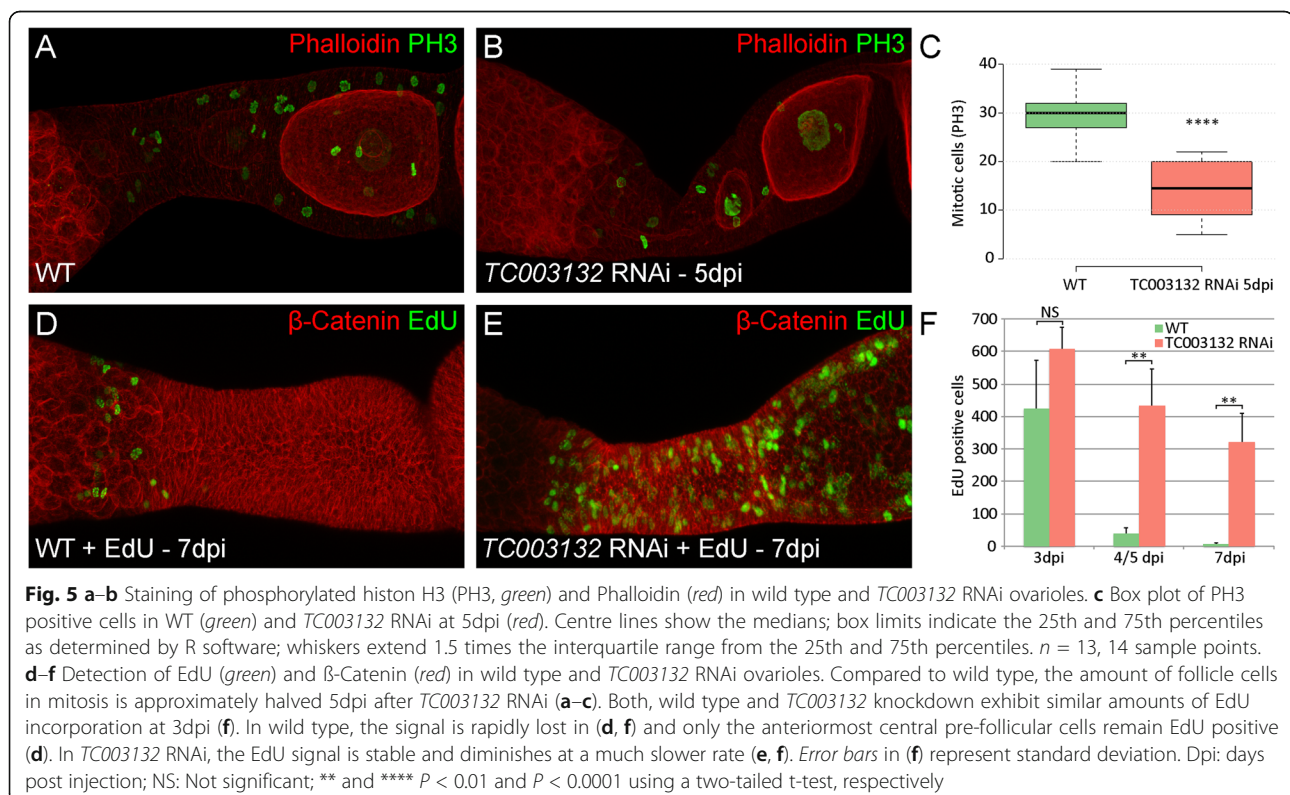 A
Phalloidin PH3
WT
B
Phalloidin PH3
TC003132 RNAi - 5dpi
C
Mitotic cells (PH3)
40
30
20
10
0
****
WT
TC003132 RNAi 5dpi
D
β-Catenin EdU
WT + EdU - 7dpi
E
β-Catenin EdU
TC003132 RNAi + EdU - 7dpi
F
EdU positive cells
700
600
500
400
300
200
100
0
NS
**
**
WT
TC003132 RNAi
3dpi
4/5 dpi
7dpi
Fig. 5 a–b Staining of phosphorylated histon H3 (PH3, green) and Phalloidin (red) in wild type and TC003132 RNAi ovarioles. c Box plot of PH3
positive cells in WT (green) and TC003132 RNAi at 5dpi (red). Centre lines show the medians; box limits indicate the 25th and 75th percentiles
as determined by R software; whiskers extend 1.5 times the interquartile range from the 25th and 75th percentiles. n = 13, 14 sample points.
d–f Detection of EdU (green) and ß-Catenin (red) in wild type and TC003132 RNAi ovarioles. Compared to wild type, the amount of follicle cells
in mitosis is approximately halved 5dpi after TC003132 RNAi (a–c). Both, wild type and TC003132 knockdown exhibit similar amounts of EdU
incorporation at 3dpi (f). In wild type, the signal is rapidly lost in (d, f) and only the anteriormost central pre-follicular cells remain EdU positive
(d). In TC003132 RNAi, the EdU signal is stable and diminishes at a much slower rate (e, f). Error bars in (f) represent standard deviation. Dpi: days
post injection; NS: Not significant; ** and **** P < 0.01 and P < 0.0001 using a two-tailed t-test, respectively